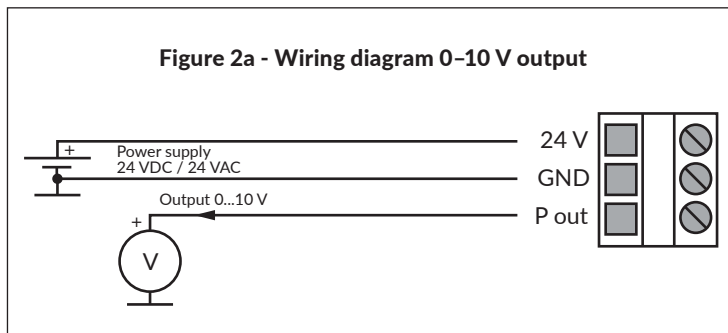 Figure 2a - Wiring diagram 0–10 V output
+
Power supply
24 VDC / 24 VAC
24 V
GND
Output 0...10 V
P out
+
V